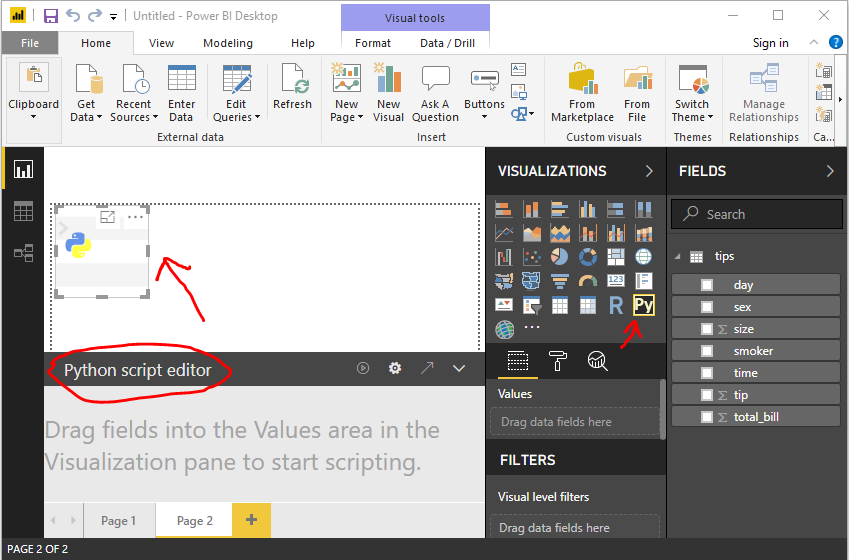 Untitled - Power BI Desktop
Visual tools
File
Home
View
Modeling
Help
Format
Data / Drill
Sign in
?
Clipboard
Get
Data
Recent
Sources
Enter
Data
Edit
Queries
Refresh
New
Page
New
Visual
Ask A
Question
Buttons
From
Marketplace
From
File
Switch
Theme
Manage
Relationships
External data
Insert
Custom visuals
Themes
Relationships
Ca...
VISUALIZATIONS
FIELDS
Search
tips
day
sex
Σ size
smoker
time
Σ tip
Σ total_bill
123
R
Py
...
Values
Drag data fields here
FILTERS
Visual level filters
Drag data fields here
Python script editor
Drag fields into the Values area in the
Visualization pane to start scripting.
Page 1
Page 2
+
PAGE 2 OF 2